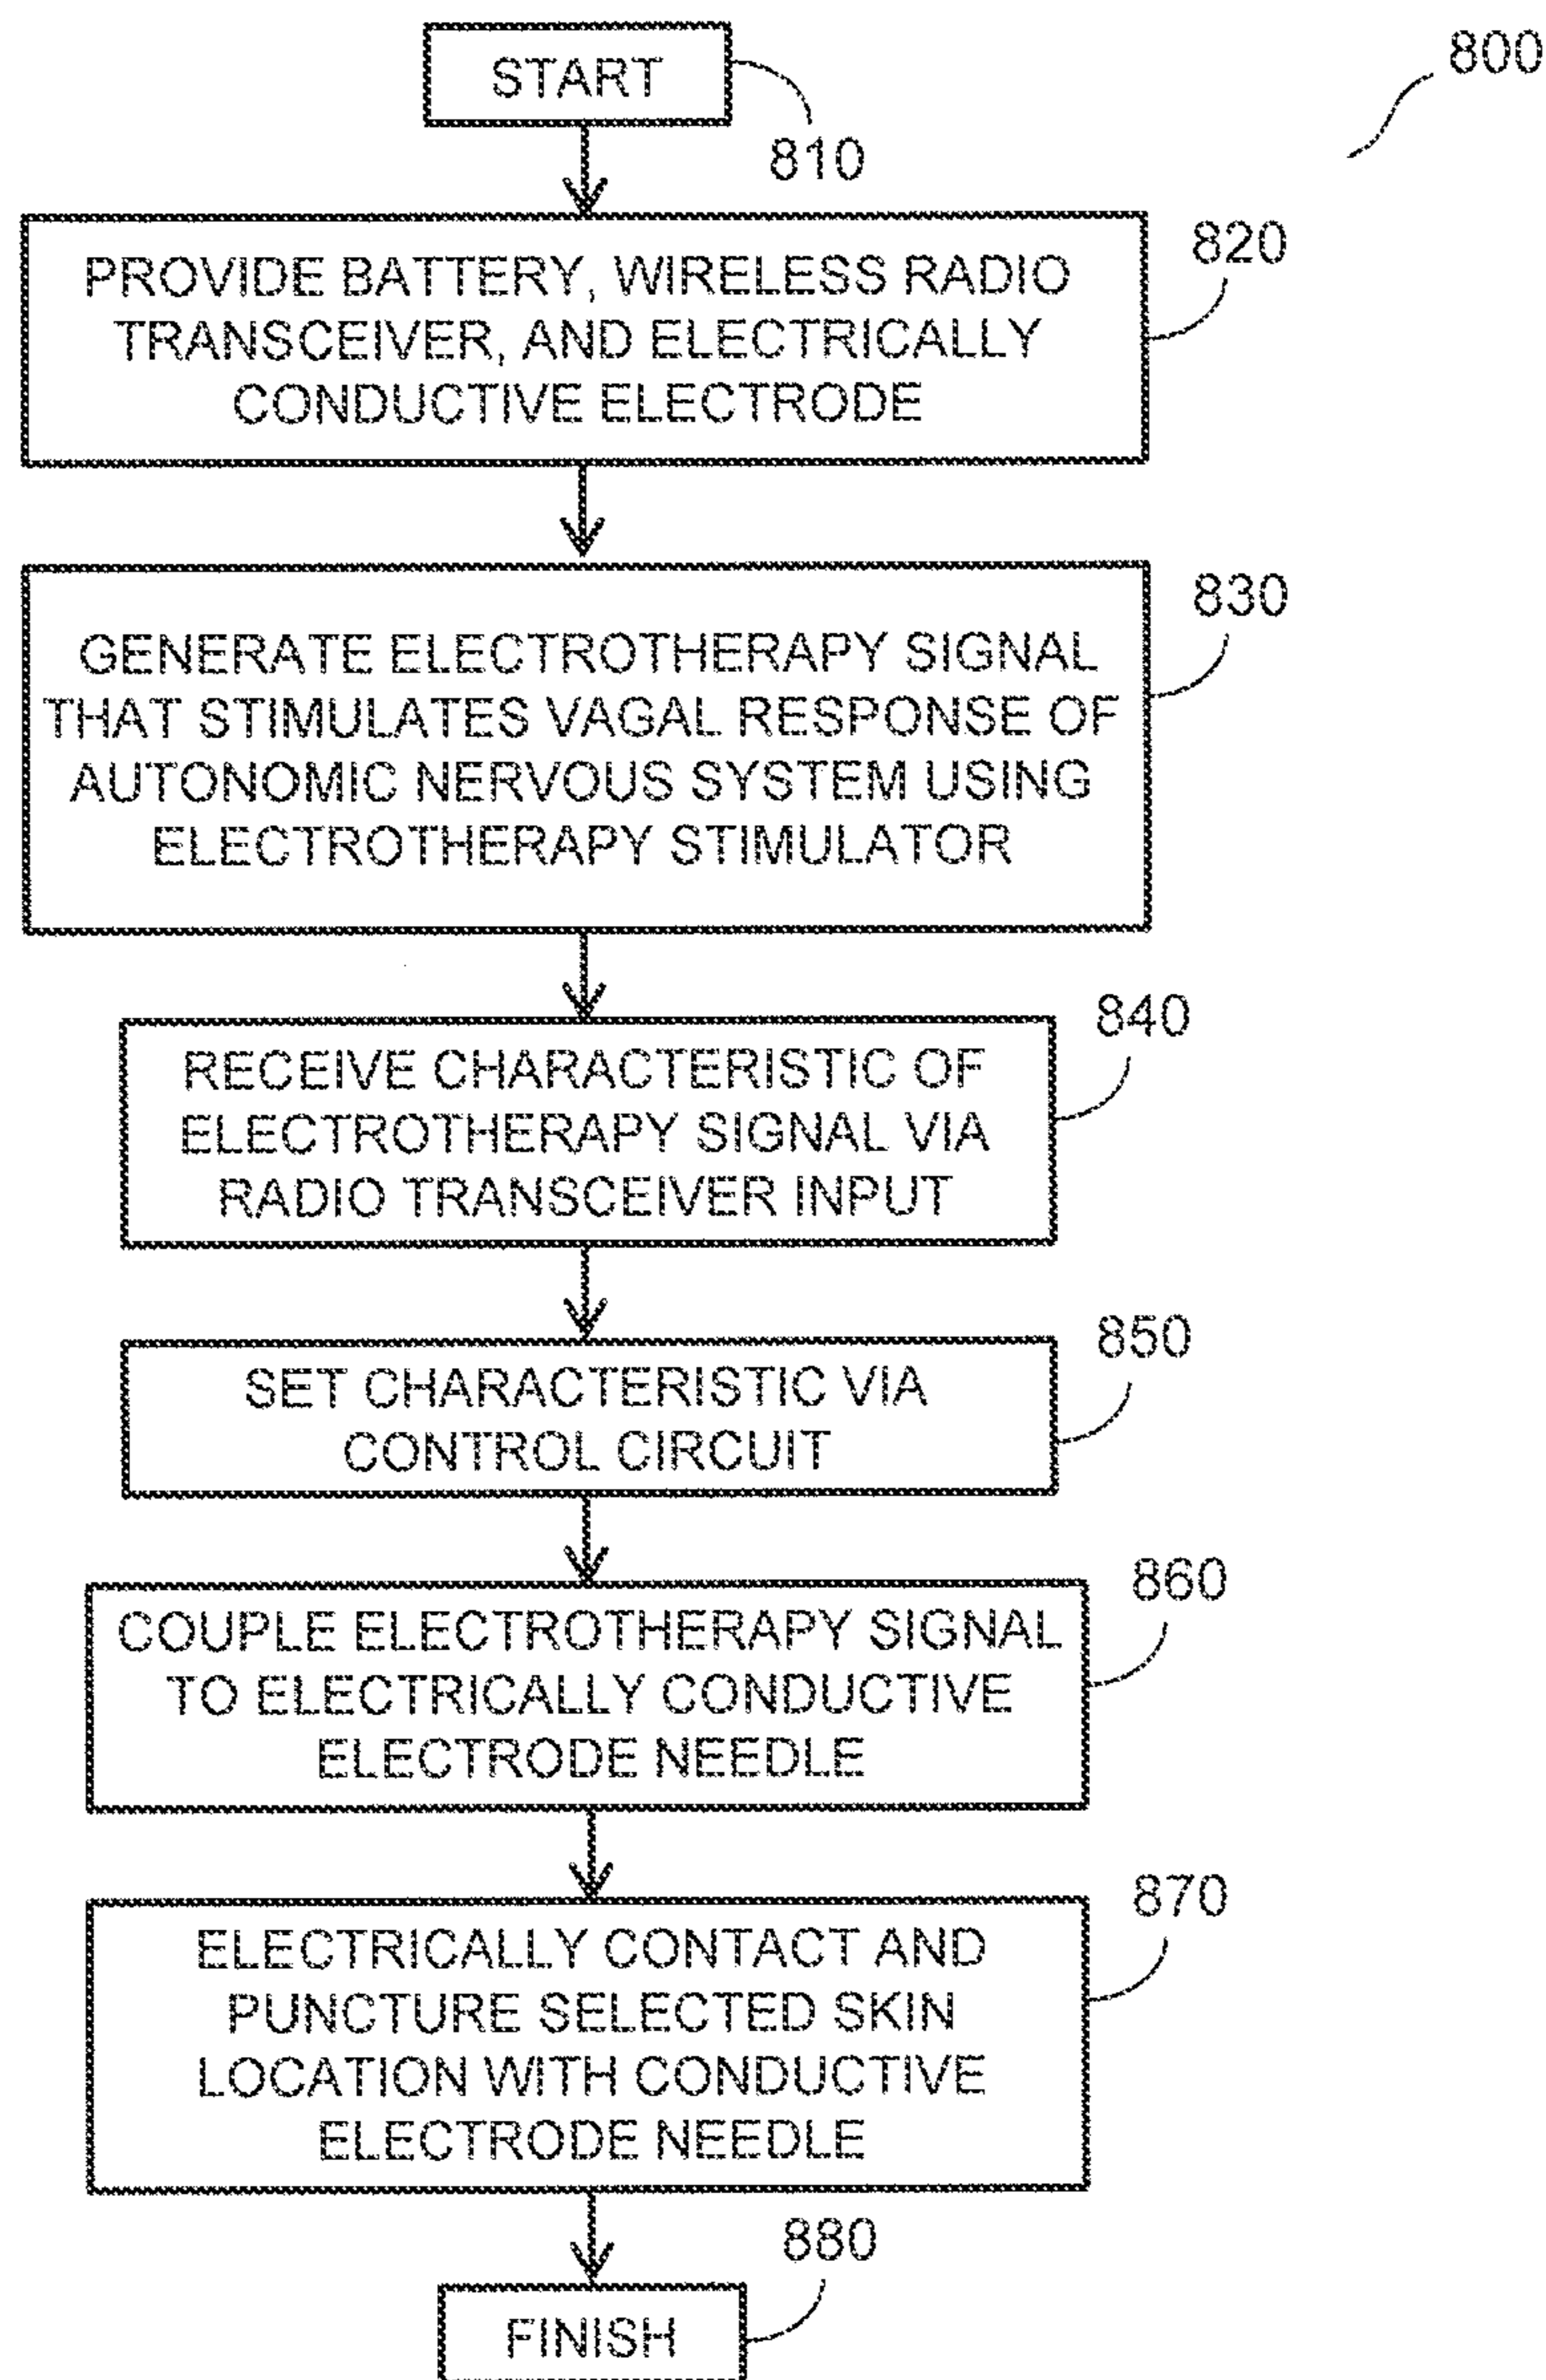 START
800
810
PROVIDE BATTERY, WIRELESS RADIO
TRANSCEIVER, AND ELECTRICALLY
CONDUCTIVE ELECTRODE
820
GENERATE ELECTROTHERAPY SIGNAL
THAT STIMULATES VAGAL RESPONSE OF
AUTONOMIC NERVOUS SYSTEM USING
ELECTROTHERAPY STIMULATOR
830
RECEIVE CHARACTERISTIC OF
ELECTROTHERAPY SIGNAL VIA
RADIO TRANSCEIVER INPUT
840
SET CHARACTERISTIC VIA
CONTROL CIRCUIT
850
COUPLE ELECTROTHERAPY SIGNAL
TO ELECTRICALLY CONDUCTIVE
ELECTRODE NEEDLE
860
ELECTRICALLY CONTACT AND
PUNCTURE SELECTED SKIN
LOCATION WITH CONDUCTIVE
ELECTRODE NEEDLE
870
FINISH
880